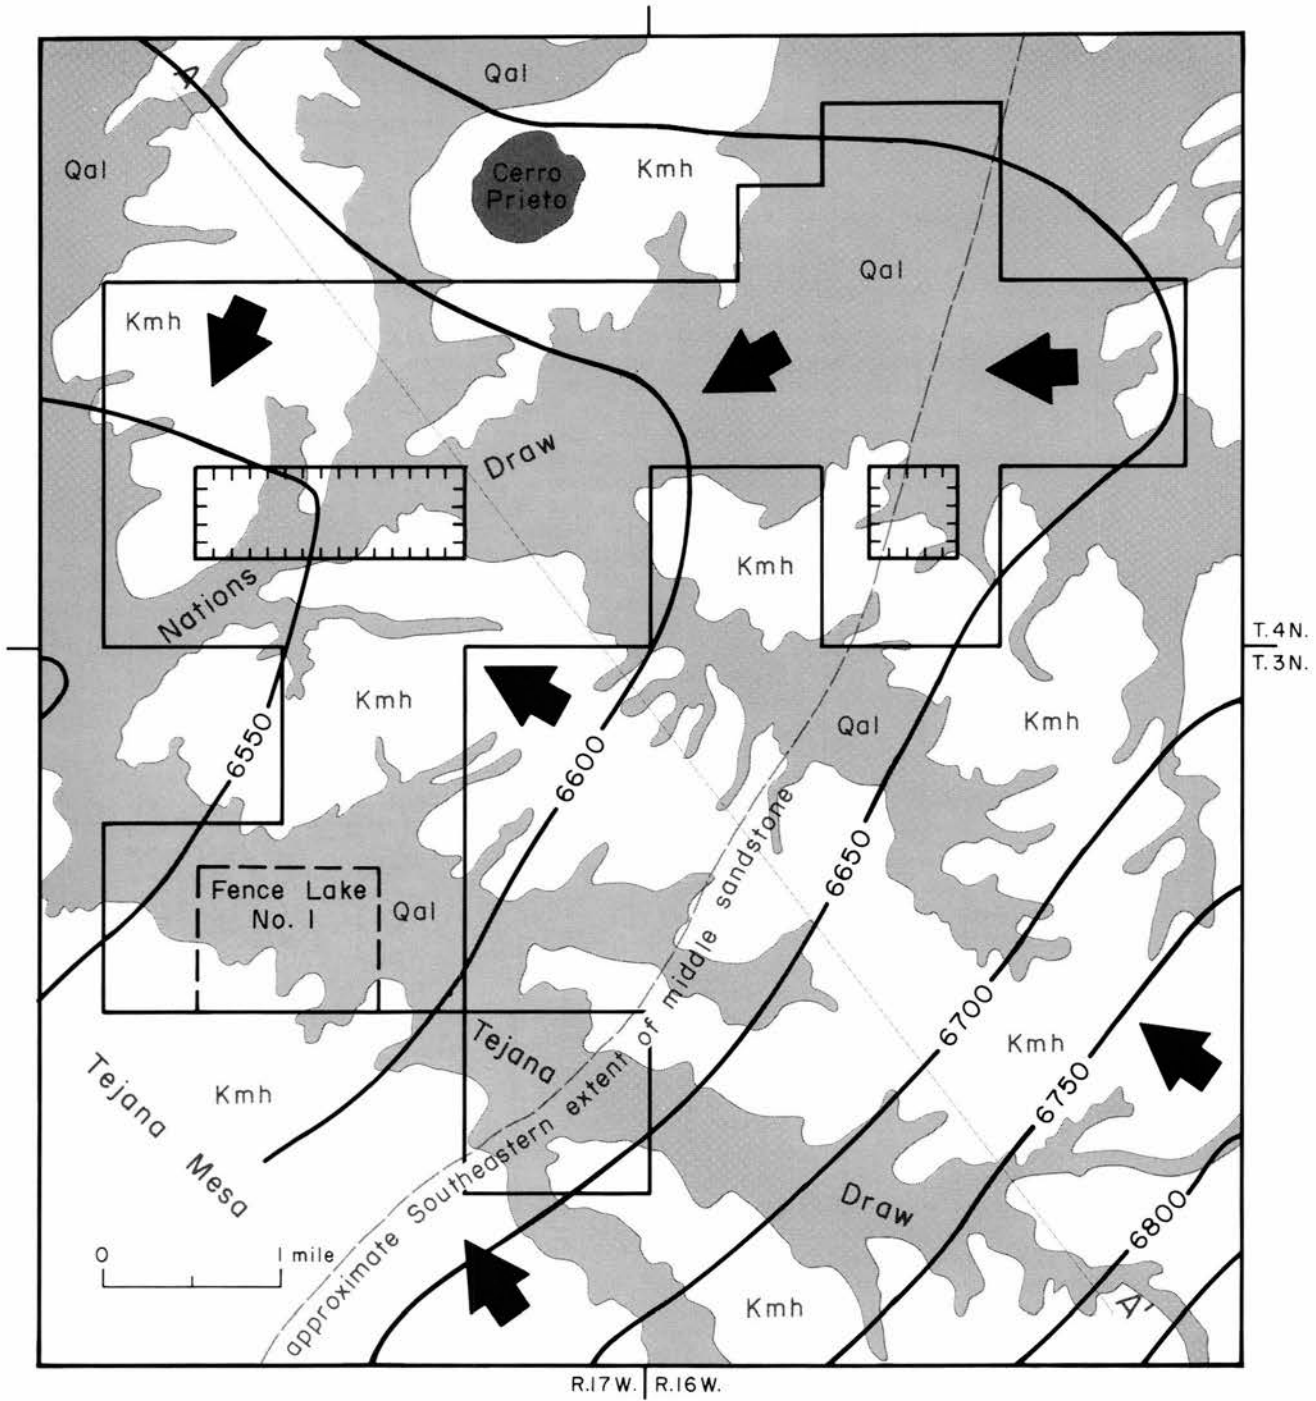 A
Qal
Cerro
Prieto
Kmh
Qal
Qal
Kmh
Draw
Kmh
Nations
T.4N.
T.3N.
Kmh
Qal
Kmh
6550
6600
6650
Fence Lake
No. 1
Qal
6700
Kmh
6750
Tejana
Tejana Mesa
Kmh
approximate Southeastern extent of middle sandstone
Draw
6800
0 1 mile
A'
Kmh
R.17W. R.16W.